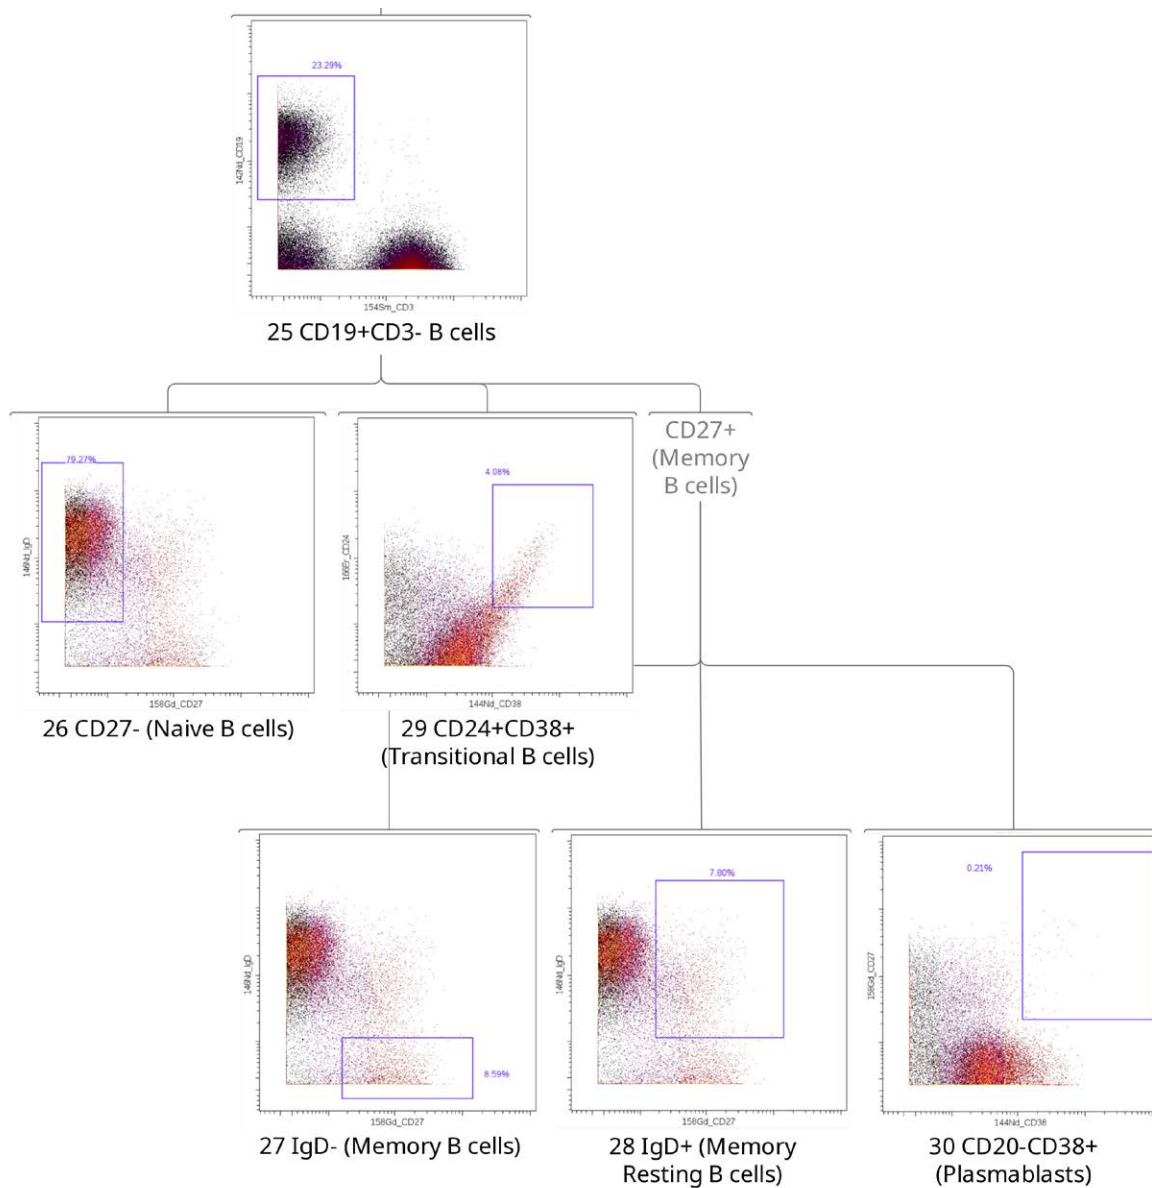 23.29%
142Nd_CD19
154Sm_CD3
25 CD19+CD3- B cells
79.27%
146Nd_IgD
158Gd_CD27
26 CD27- (Naive B cells)
4.08%
166Er_CD24
144Nd_CD38
29 CD24+CD38+
(Transitional B cells)
CD27+
(Memory
B cells)
8.59%
146Nd_IgD
158Gd_CD27
27 IgD- (Memory B cells)
7.80%
146Nd_IgD
158Gd_CD27
28 IgD+ (Memory
Resting B cells)
0.21%
158Gd_CD27
144Nd_CD38
30 CD20-CD38+
(Plasmablasts)